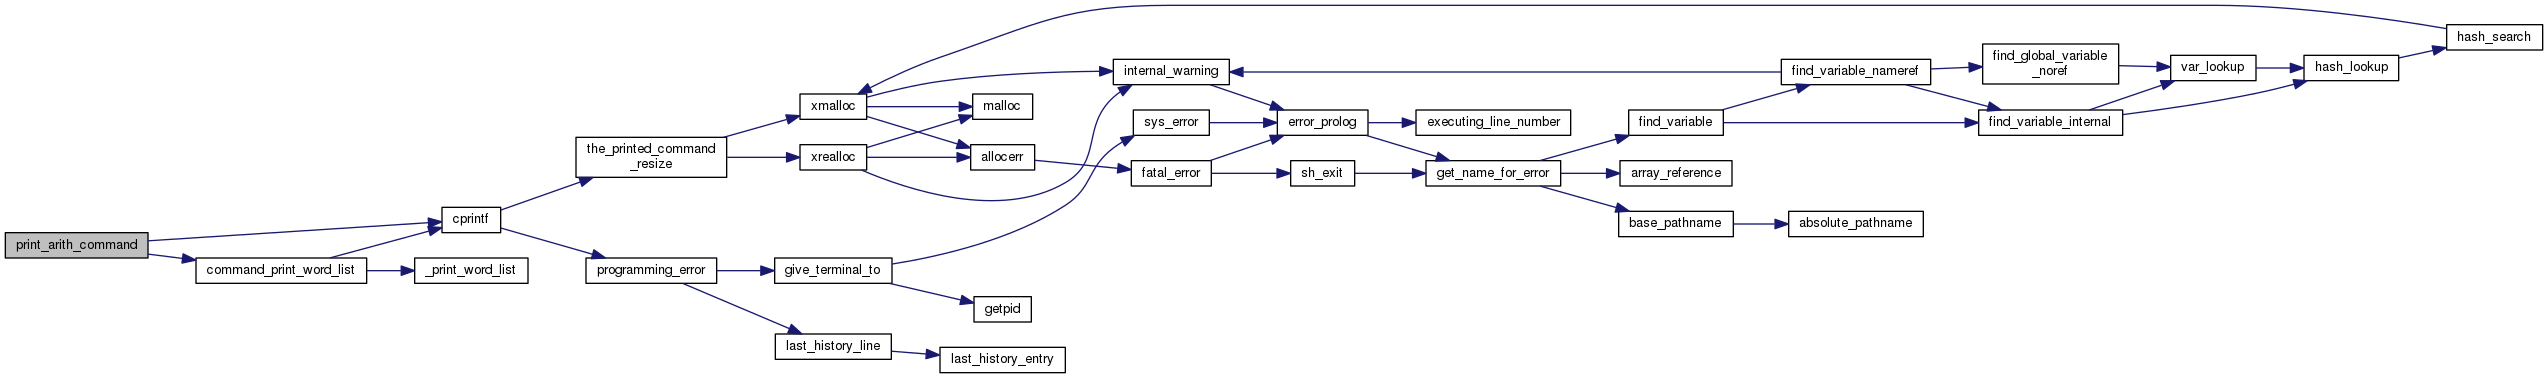 print_arith_command
command_print_word_list
cprintf
_print_word_list
the_printed_command
_resize
programming_error
xmalloc
xrealloc
give_terminal_to
last_history_line
malloc
allocerr
getpid
last_history_entry
internal_warning
sys_error
fatal_error
error_prolog
sh_exit
executing_line_number
get_name_for_error
find_variable
array_reference
base_pathname
find_variable_nameref
absolute_pathname
find_global_variable
_noref
find_variable_internal
var_lookup
hash_lookup
hash_search